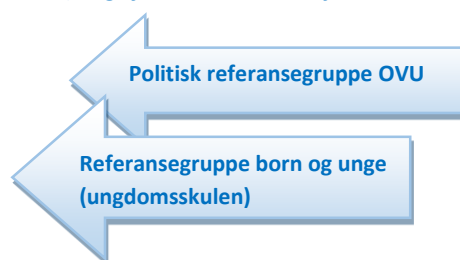 Politisk referansegruppe OVU
Referansegruppe born og unge
(ungdomsskulen)